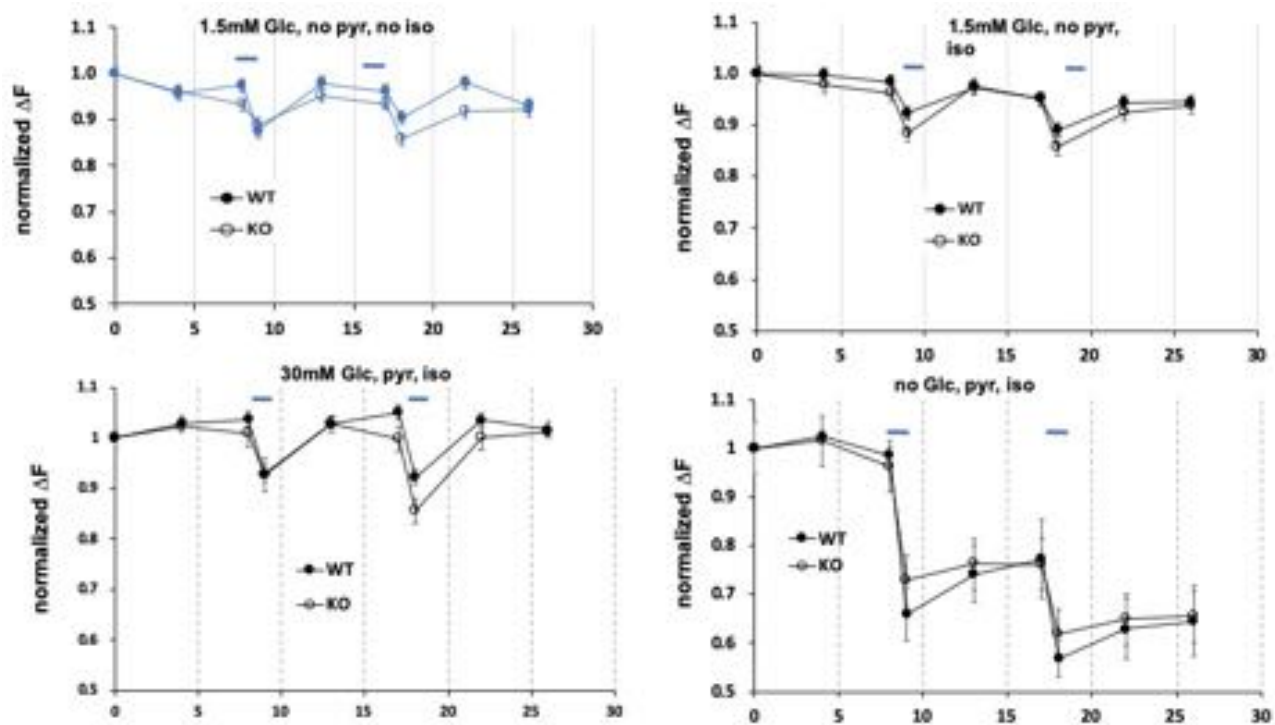 1.5mM Glc, no pyr, no iso
1.1
1.0
0.9
0.8
0.7
0.6
0.5
normalized ΔF
WT
KO
0 5 10 15 20 25 30
1.5mM Glc, no pyr,
iso
1.1
1.0
0.9
0.8
0.7
0.6
0.5
normalized ΔF
WT
KO
0 5 10 15 20 25 30
30mM Glc, pyr, iso
1.1
1
0.9
0.8
0.7
0.6
0.5
normalized ΔF
WT
KO
0 5 10 15 20 25 30
no Glc, pyr, iso
1.1
1
0.9
0.8
0.7
0.6
0.5
normalized ΔF
WT
KO
0 5 10 15 20 25 30